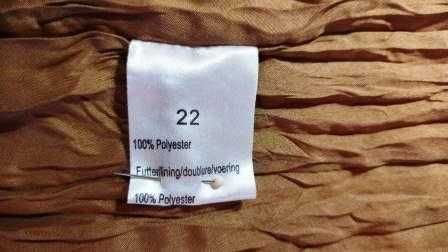 22
100% Polyester
Futter/lining/doublure/voering
100% Polyester